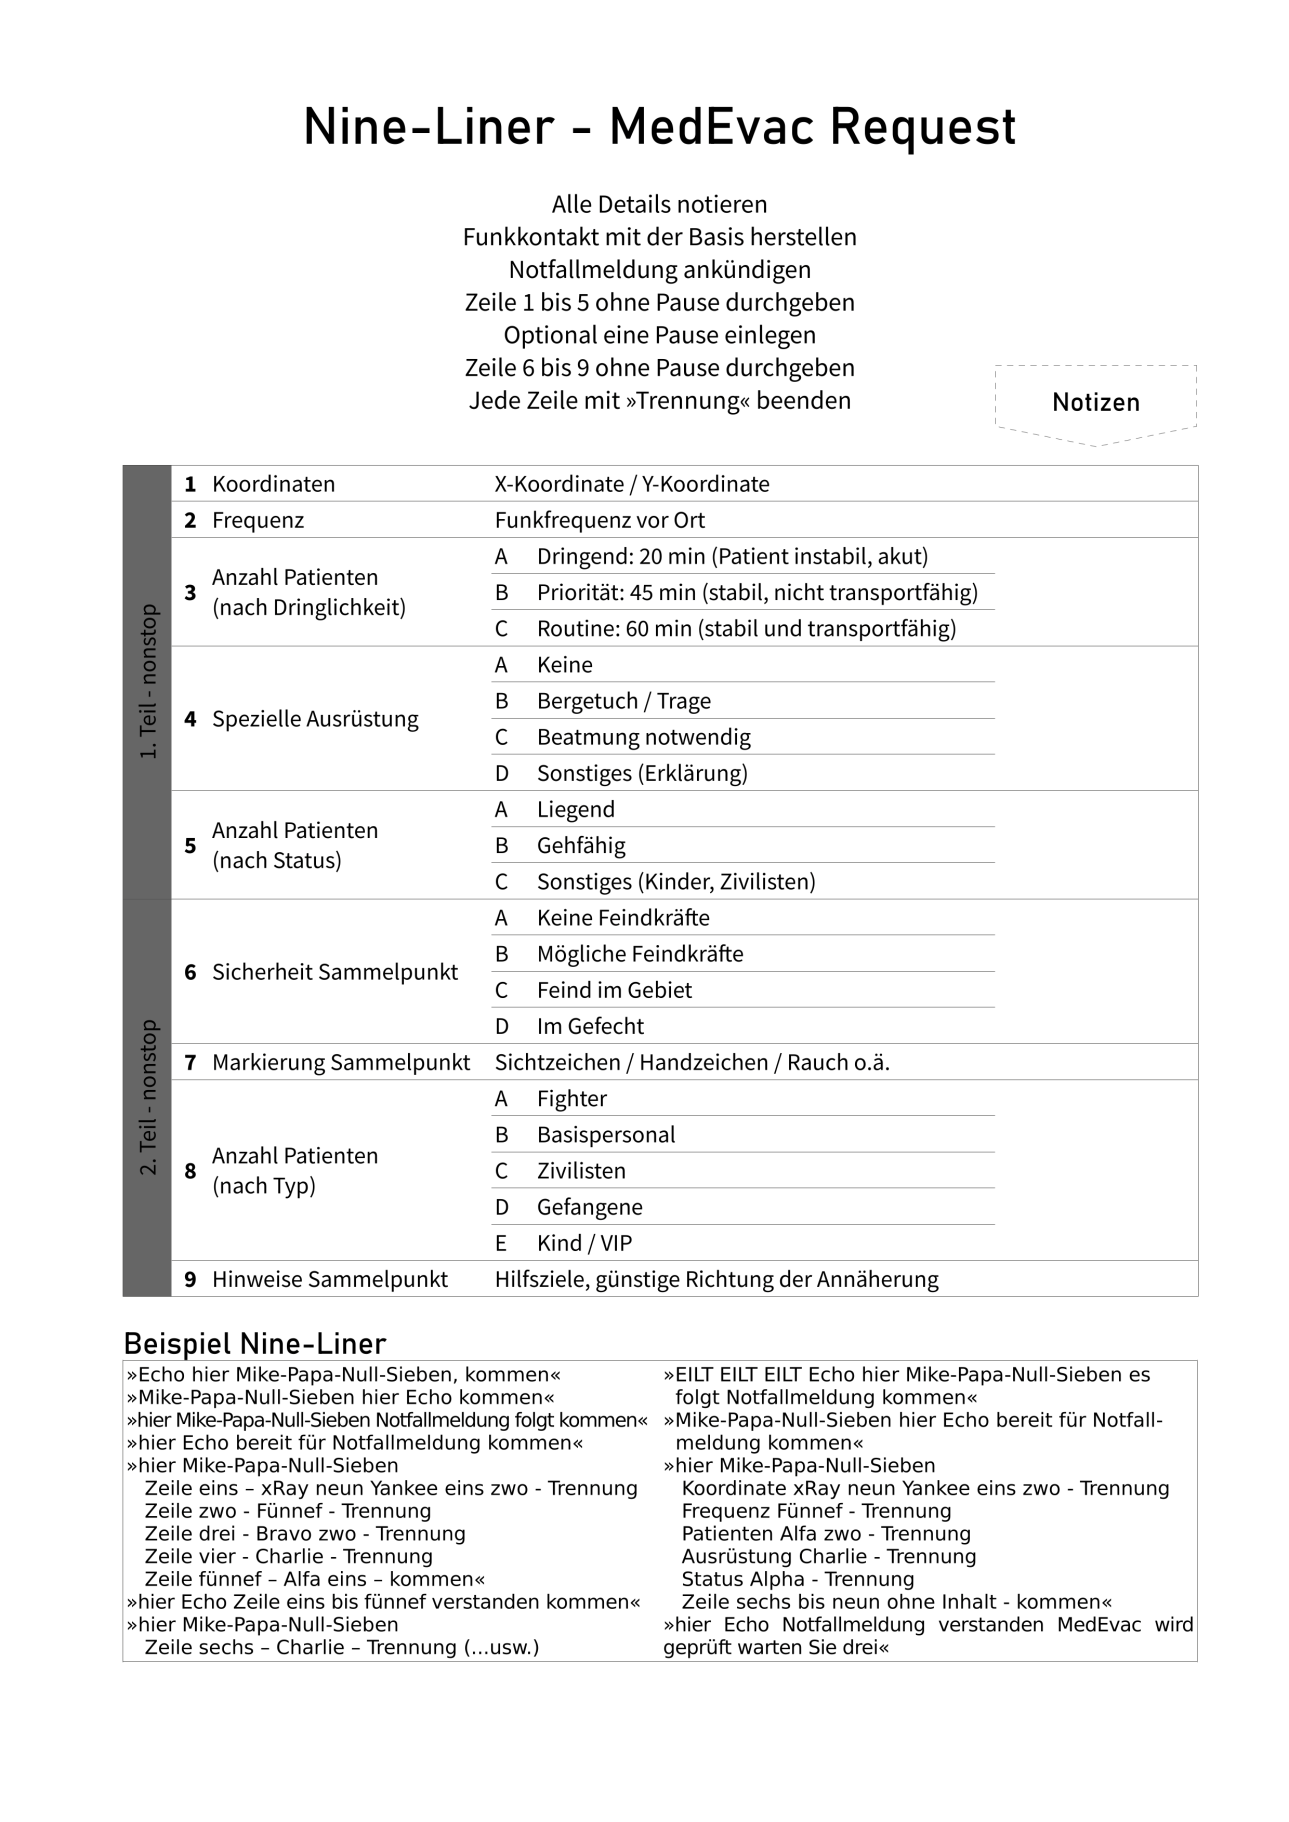 Nine-Liner - MedEvac Request
Alle Details notieren
Funkkontakt mit der Basis herstellen
Notfallmeldung ankündigen
Zeile 1 bis 5 ohne Pause durchgeben
Optional eine Pause einlegen
Zeile 6 bis 9 ohne Pause durchgeben
Jede Zeile mit »Trennung« beenden
Notizen
1. Teil - nonstop
1 Koordinaten X-Koordinate / Y-Koordinate
2 Frequenz Funkfrequenz vor Ort
3 Anzahl Patienten
(nach Dringlichkeit)
A Dringend: 20 min (Patient instabil, akut)
B Priorität: 45 min (stabil, nicht transportfähig)
C Routine: 60 min (stabil und transportfähig)
4 Spezielle Ausrüstung
A Keine
B Bergetuch / Trage
C Beatmung notwendig
D Sonstiges (Erklärung)
5 Anzahl Patienten
(nach Status)
A Liegend
B Gehfähig
C Sonstiges (Kinder, Zivilisten)
2. Teil - nonstop
6 Sicherheit Sammelpunkt
A Keine Feindkräfte
B Mögliche Feindkräfte
C Feind im Gebiet
D Im Gefecht
7 Markierung Sammelpunkt Sichtzeichen / Handzeichen / Rauch o.ä.
8 Anzahl Patienten
(nach Typ)
A Fighter
B Basispersonal
C Zivilisten
D Gefangene
E Kind / VIP
9 Hinweise Sammelpunkt Hilfsziele, günstige Richtung der Annäherung
Beispiel Nine-Liner
»Echo hier Mike-Papa-Null-Sieben, kommen«
»Mike-Papa-Null-Sieben hier Echo kommen«
»hier Mike-Papa-Null-Sieben Notfallmeldung folgt kommen«
»hier Echo bereit für Notfallmeldung kommen«
»hier Mike-Papa-Null-Sieben
Zeile eins – xRay neun Yankee eins zwo - Trennung
Zeile zwo - Fünnef - Trennung
Zeile drei - Bravo zwo - Trennung
Zeile vier - Charlie - Trennung
Zeile fünnef – Alfa eins – kommen«
»hier Echo Zeile eins bis fünnef verstanden kommen«
»hier Mike-Papa-Null-Sieben
Zeile sechs – Charlie – Trennung (...usw.)
»EILT EILT EILT Echo hier Mike-Papa-Null-Sieben es
folgt Notfallmeldung kommen«
»Mike-Papa-Null-Sieben hier Echo bereit für Notfall-
meldung kommen«
»hier Mike-Papa-Null-Sieben
Koordinate xRay neun Yankee eins zwo - Trennung
Frequenz Fünnef - Trennung
Patienten Alfa zwo - Trennung
Ausrüstung Charlie - Trennung
Status Alpha - Trennung
Zeile sechs bis neun ohne Inhalt - kommen«
»hier Echo Notfallmeldung verstanden MedEvac wird
geprüft warten Sie drei«